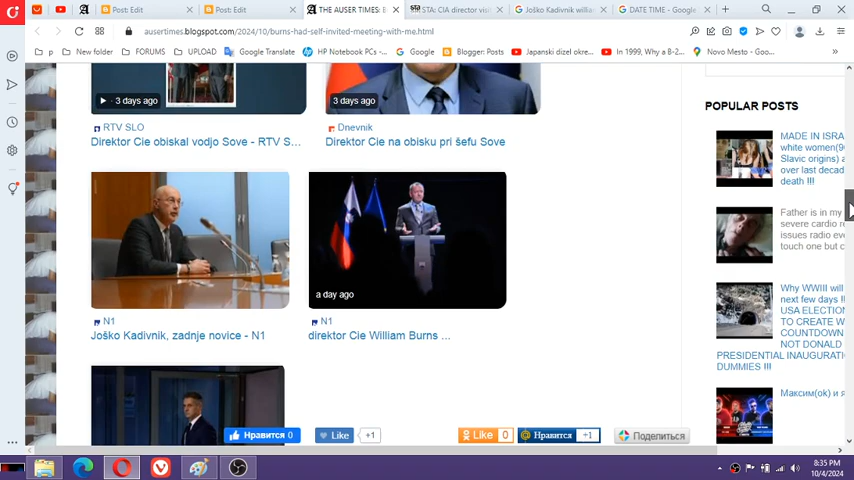 Post: Edit
Post: Edit
THE AUSER TIMES: B
STA: CIA director visi
Joško Kadivnik willia
DATE TIME - Google
ausertimes.blogspot.com/2024/10/burns-had-self-invited-meeting-with-me.html
p
New folder
FORUMS
UPLOAD
Google Translate
HP Notebook PCs -...
Google
Blogger: Posts
Japanski dizel okre...
In 1999, Why a B-2...
Novo Mesto - Goo...
3 days ago
3 days ago
POPULAR POSTS
RTV SLO
Dnevnik
Direktor Cie obiskal vodjo Sove - RTV S...
Direktor Cie na obisku pri šefu Sove
MADE IN ISRA
white women(90
Slavic origins) a
over last decad
death !!!
Father is in my
severe cardio re
issues radio eve
touch one but c
a day ago
N1
N1
Joško Kadivnik, zadnje novice - N1
direktor Cie William Burns ...
Why WWIII will
next few days !!
USA ELECTION
TO CREATE W
COUNTDOWN
NOT DONALD
PRESIDENTIAL INAUGURATI
DUMMIES !!!
Максим(ok) и я
Нравится 0
Like
+1
Like 0
Нравится
+1
Поделиться
8:35 PM
10/4/2024